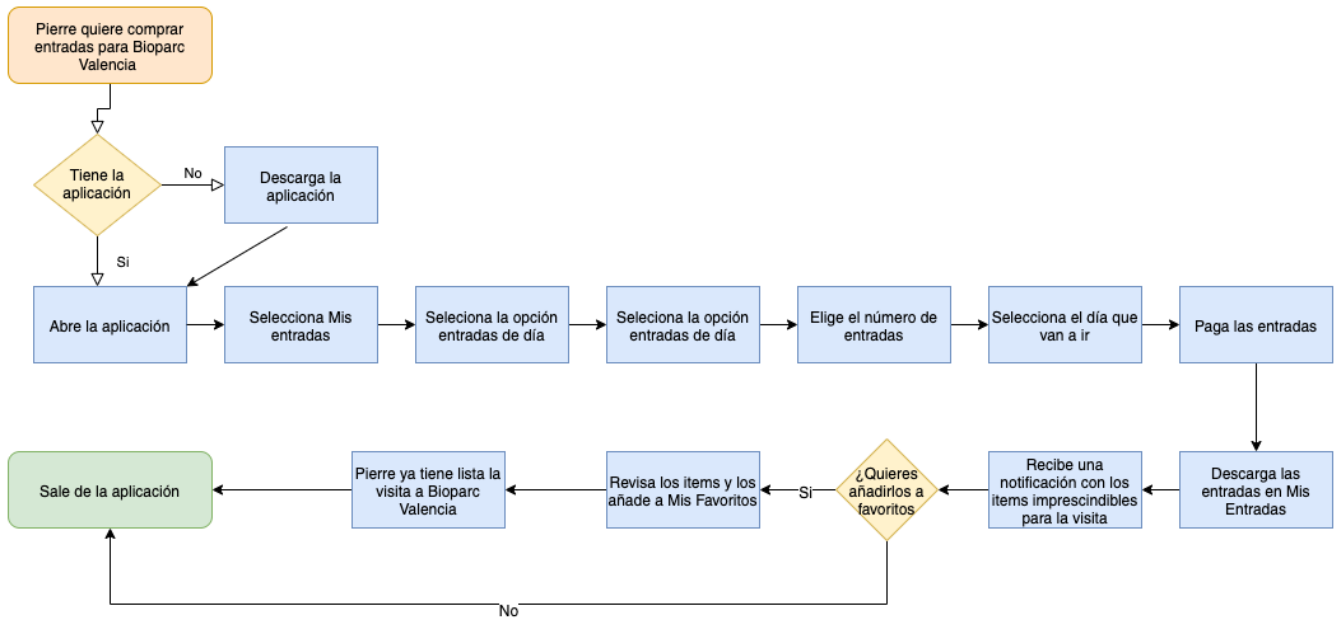 Pierre quiere comprar
entradas para Bioparc
Valencia
Tiene la
aplicación
No
Descarga la
aplicación
Si
Abre la aplicación
Selecciona Mis
entradas
Seleciona la opción
entradas de día
Seleciona la opción
entradas de día
Elige el número de
entradas
Selecciona el día que
van a ir
Paga las entradas
Descarga las
entradas en Mis
Entradas
Recibe una
notificación con los
items imprescindibles
para la visita
¿Quieres
añadirlos a
favoritos
Si
Revisa los items y los
añade a Mis Favoritos
Pierre ya tiene lista la
visita a Bioparc
Valencia
Sale de la aplicación
No